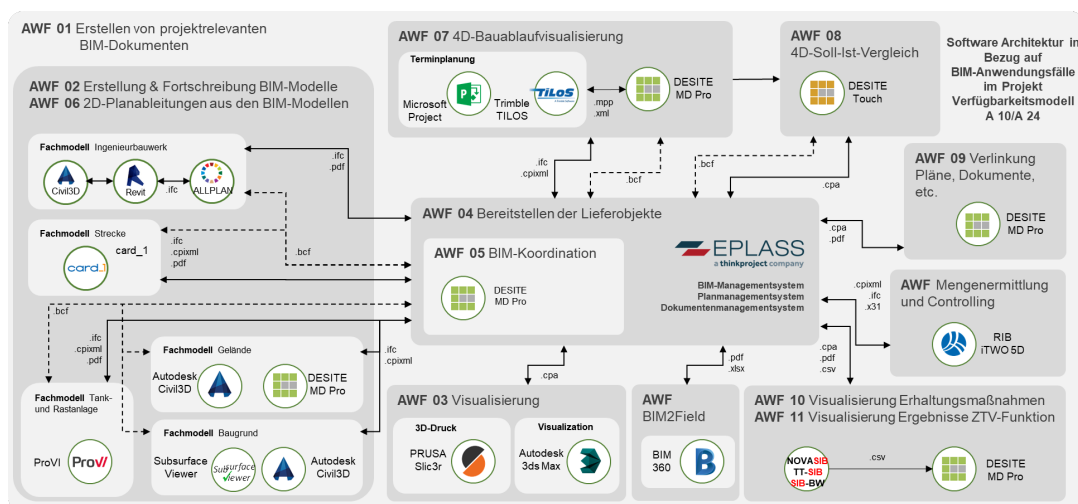 AWF 01 Erstellen von projektrelevanten
BIM-Dokumenten
AWF 02 Erstellung & Fortschreibung BIM-Modelle
AWF 06 2D-Planableitungen aus den BIM-Modellen
Fachmodell Ingenieurbauwerk
Civil3D
Revit
.ifc
ALLPLAN
.ifc
.pdf
Fachmodell Strecke
card_1
card_1
.ifc
.cpixml
.pdf
.bcf
.bcf
.ifc
.cpixml
.pdf
.ifc
.cpixml
Fachmodell Gelände
Autodesk
Civil3D
DESITE
MD Pro
Fachmodell Tank-
und Rastanlage
ProVI
ProVI
Fachmodell Baugrund
Subsurface
Viewer
Subsurface
Viewer
Autodesk
Civil3D
AWF 07 4D-Bauablaufvisualisierung
Terminplanung
Microsoft
Project
Trimble
TILOS
TILOS
.mpp
.xml
DESITE
MD Pro
.ifc
.cpixml
.bcf
AWF 08
4D-Soll-Ist-Vergleich
DESITE
Touch
.bcf
.cpa
Software Architektur in
Bezug auf
BIM-Anwendungsfälle
im Projekt
Verfügbarkeitsmodell
A 10/A 24
AWF 04 Bereitstellen der Lieferobjekte
AWF 05 BIM-Koordination
DESITE
MD Pro
EPLASS
a thinkproject company
BIM-Managementsystem
Planmanagementsystem
Dokumentenmanagementsystem
AWF 09 Verlinkung
Pläne, Dokumente,
etc.
DESITE
MD Pro
.cpa
.pdf
AWF Mengenermittlung
und Controlling
RIB
iTWO 5D
.cpixml
.ifc
.x31
.cpa
.pdf
.csv
.cpa
.pdf
.xlsx
AWF 03 Visualisierung
3D-Druck
PRUSA
Slic3r
Visualization
Autodesk
3ds Max
AWF
BIM2Field
BIM
360
AWF 10 Visualisierung Erhaltungsmaßnahmen
AWF 11 Visualisierung Ergebnisse ZTV-Funktion
NOVASIB
TT-SIB
SIB-BW
.csv
DESITE
MD Pro